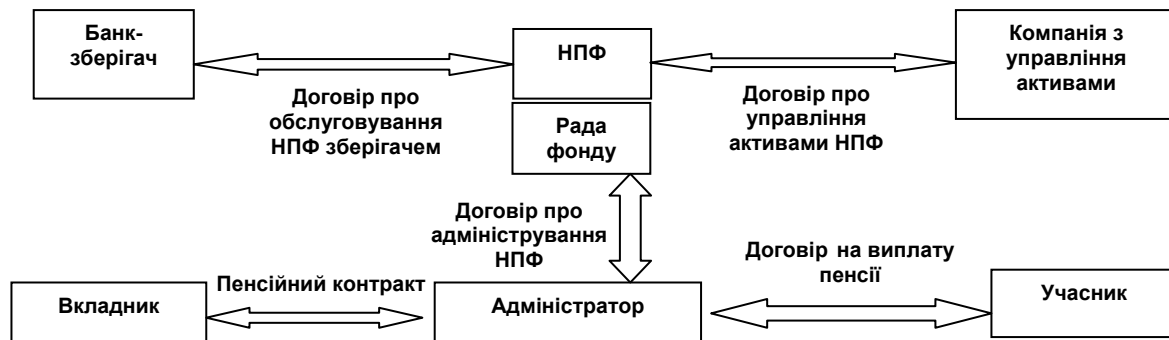 Банк-
зберігач
НПФ
Компанія з
управління
активами
Договір про
обслуговування
НПФ зберігачем
Рада
фонду
Договір про
управління
активами НПФ
Договір про
адміністрування
НПФ
Договір на виплату
пенсії
Пенсійний контракт
Вкладник
Адміністратор
Учасник